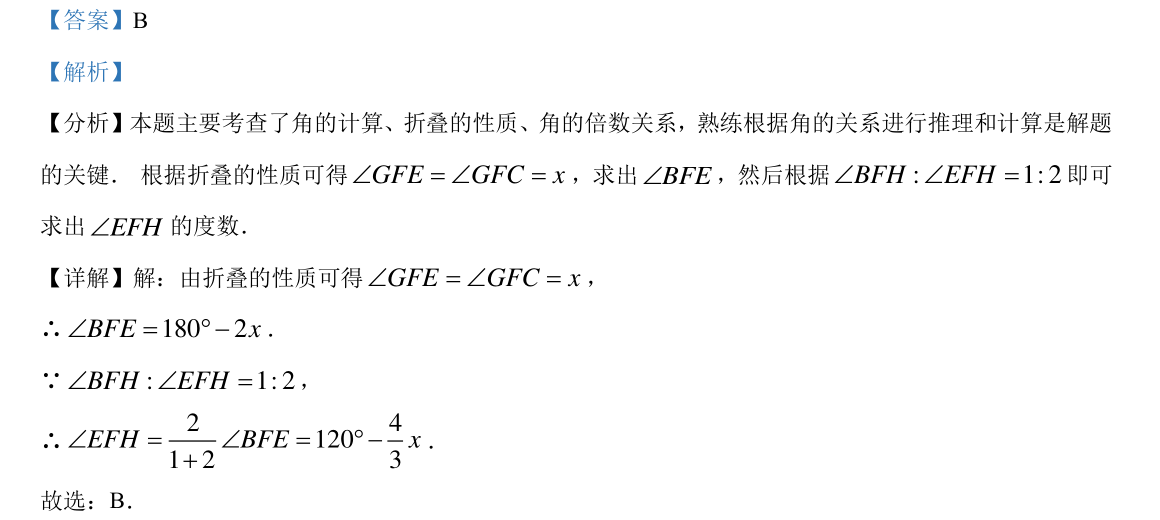 【答案】B
【解析】
【分析】本题主要考查了角的计算、折叠的性质、角的倍数关系，熟练根据角的关系进行推理和计算是解题
的关键． 根据折叠的性质可得∠GFE = ∠GFC = x，求出∠BFE，然后根据∠BFH : ∠EFH = 1 : 2即可
求出∠EFH 的度数．
【详解】解：由折叠的性质可得∠GFE = ∠GFC = x，
∴∠BFE = 180° − 2x．
∵∠BFH : ∠EFH = 1 : 2，
∴∠EFH = \frac{2}{1+2}∠BFE = 120° − \frac{4}{3}x．
故选：B．